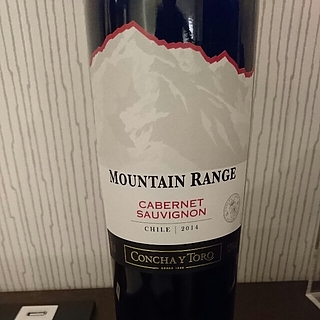 MOUNTAIN RANGE
CABERNET
SAUVIGNON
CHILE | 2014
CONCHA Y TORO